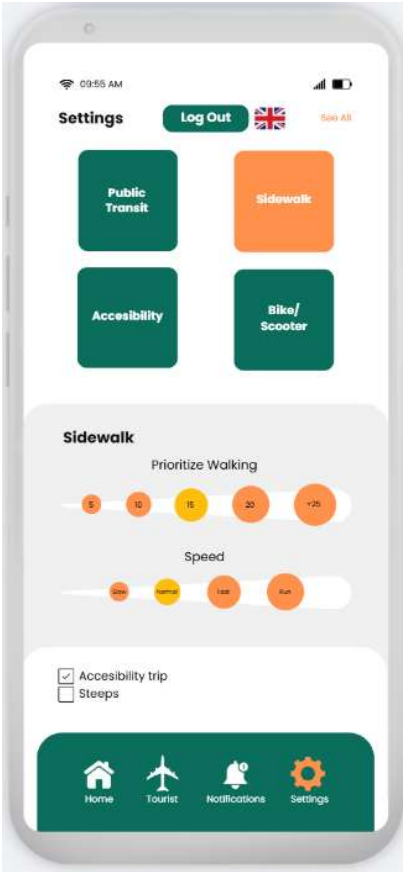 09:55 AM
Settings
Log Out
See All
Public
Transit
Sidewalk
Accesibility
Bike/
Scooter
Sidewalk
Prioritize Walking
5
10
15
20
+25
Speed
Slow
Normal
Fast
Run
Accesibility trip
Steeps
Home
Tourist
Notifications
Settings